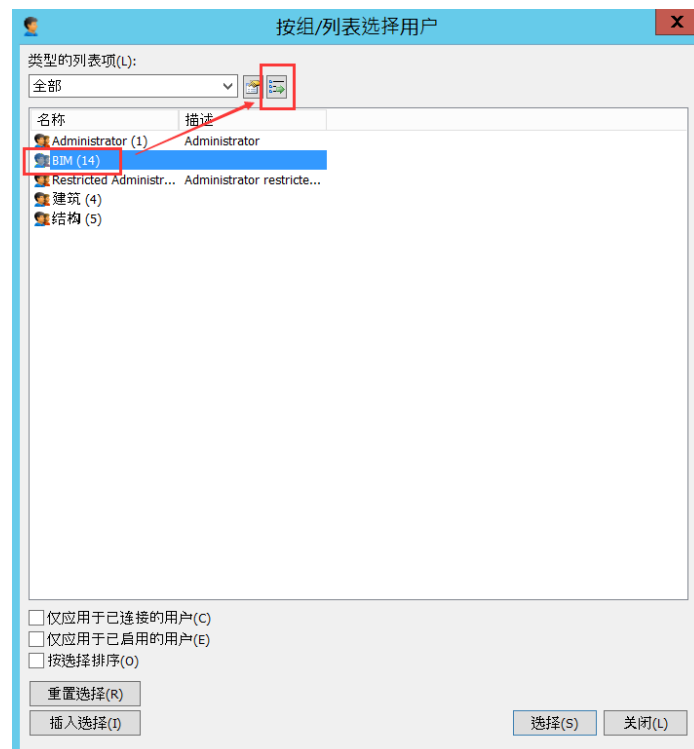 按组/列表选择用户
x
类型的列表项(L):
全部
名称 描述
Administrator (1) Administrator
BIM (14)
Restricted Administr... Administrator restricte...
建筑 (4)
结构 (5)
仅应用于已连接的用户(C)
仅应用于已启用的用户(E)
按选择排序(O)
重置选择(R)
插入选择(I) 选择(S) 关闭(L)